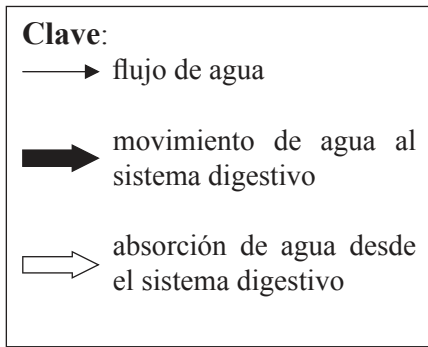 Clave:
flujo de agua
movimiento de agua al
sistema digestivo
absorción de agua desde
el sistema digestivo